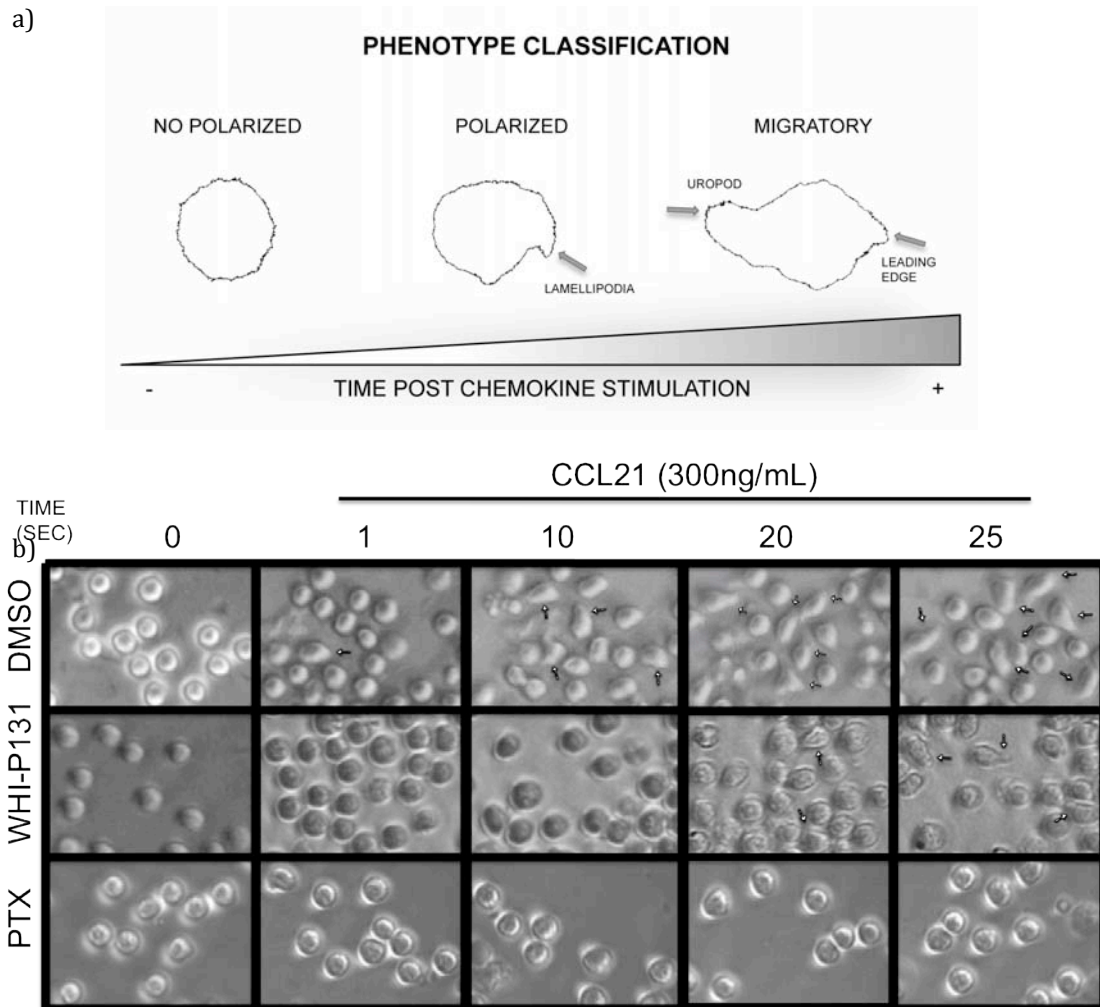 a)
PHENOTYPE CLASSIFICATION
NO POLARIZED
POLARIZED
MIGRATORY
UROPOD
LAMELLIPODIA
LEADING
EDGE
-
TIME POST CHEMOKINE STIMULATION
+
b)
CCL21 (300ng/mL)
TIME
(SEC)
0 1 10 20 25
DMSO
WHI-P131
PTX